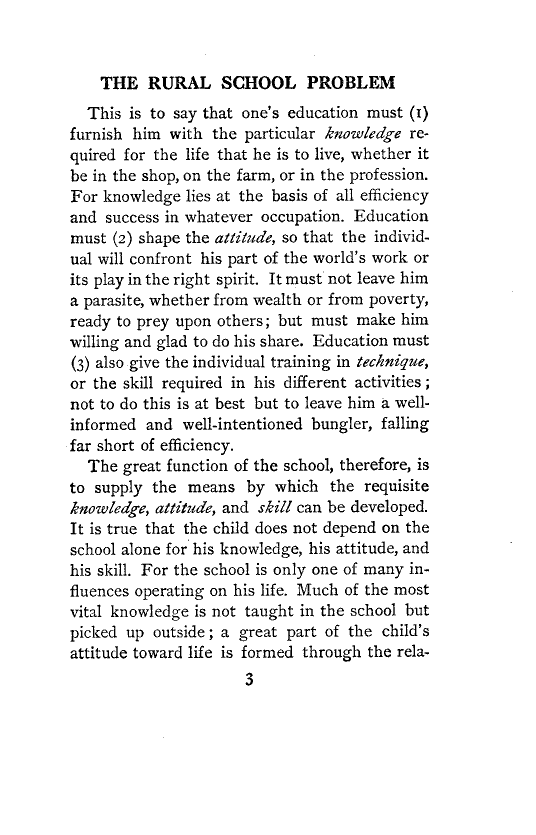 THE RURAL SCHOOL PROBLEM
This is to say that one's education must (1)
furnish him with the particular knowledge re-
quired for the life that he is to live, whether it
be in the shop, on the farm, or in the profession.
For knowledge lies at the basis of all efficiency
and success in whatever occupation. Education
must (2) shape the attitude, so that the individ-
ual will confront his part of the world's work or
its play in the right spirit. It must not leave him
a parasite, whether from wealth or from poverty,
ready to prey upon others; but must make him
willing and glad to do his share. Education must
(3) also give the individual training in technique,
or the skill required in his different activities;
not to do this is at best but to leave him a well-
informed and well-intentioned bungler, falling
far short of efficiency.
The great function of the school, therefore, is
to supply the means by which the requisite
knowledge, attitude, and skill can be developed.
It is true that the child does not depend on the
school alone for his knowledge, his attitude, and
his skill. For the school is only one of many in-
fluences operating on his life. Much of the most
vital knowledge is not taught in the school but
picked up outside; a great part of the child's
attitude toward life is formed through the rela-
3